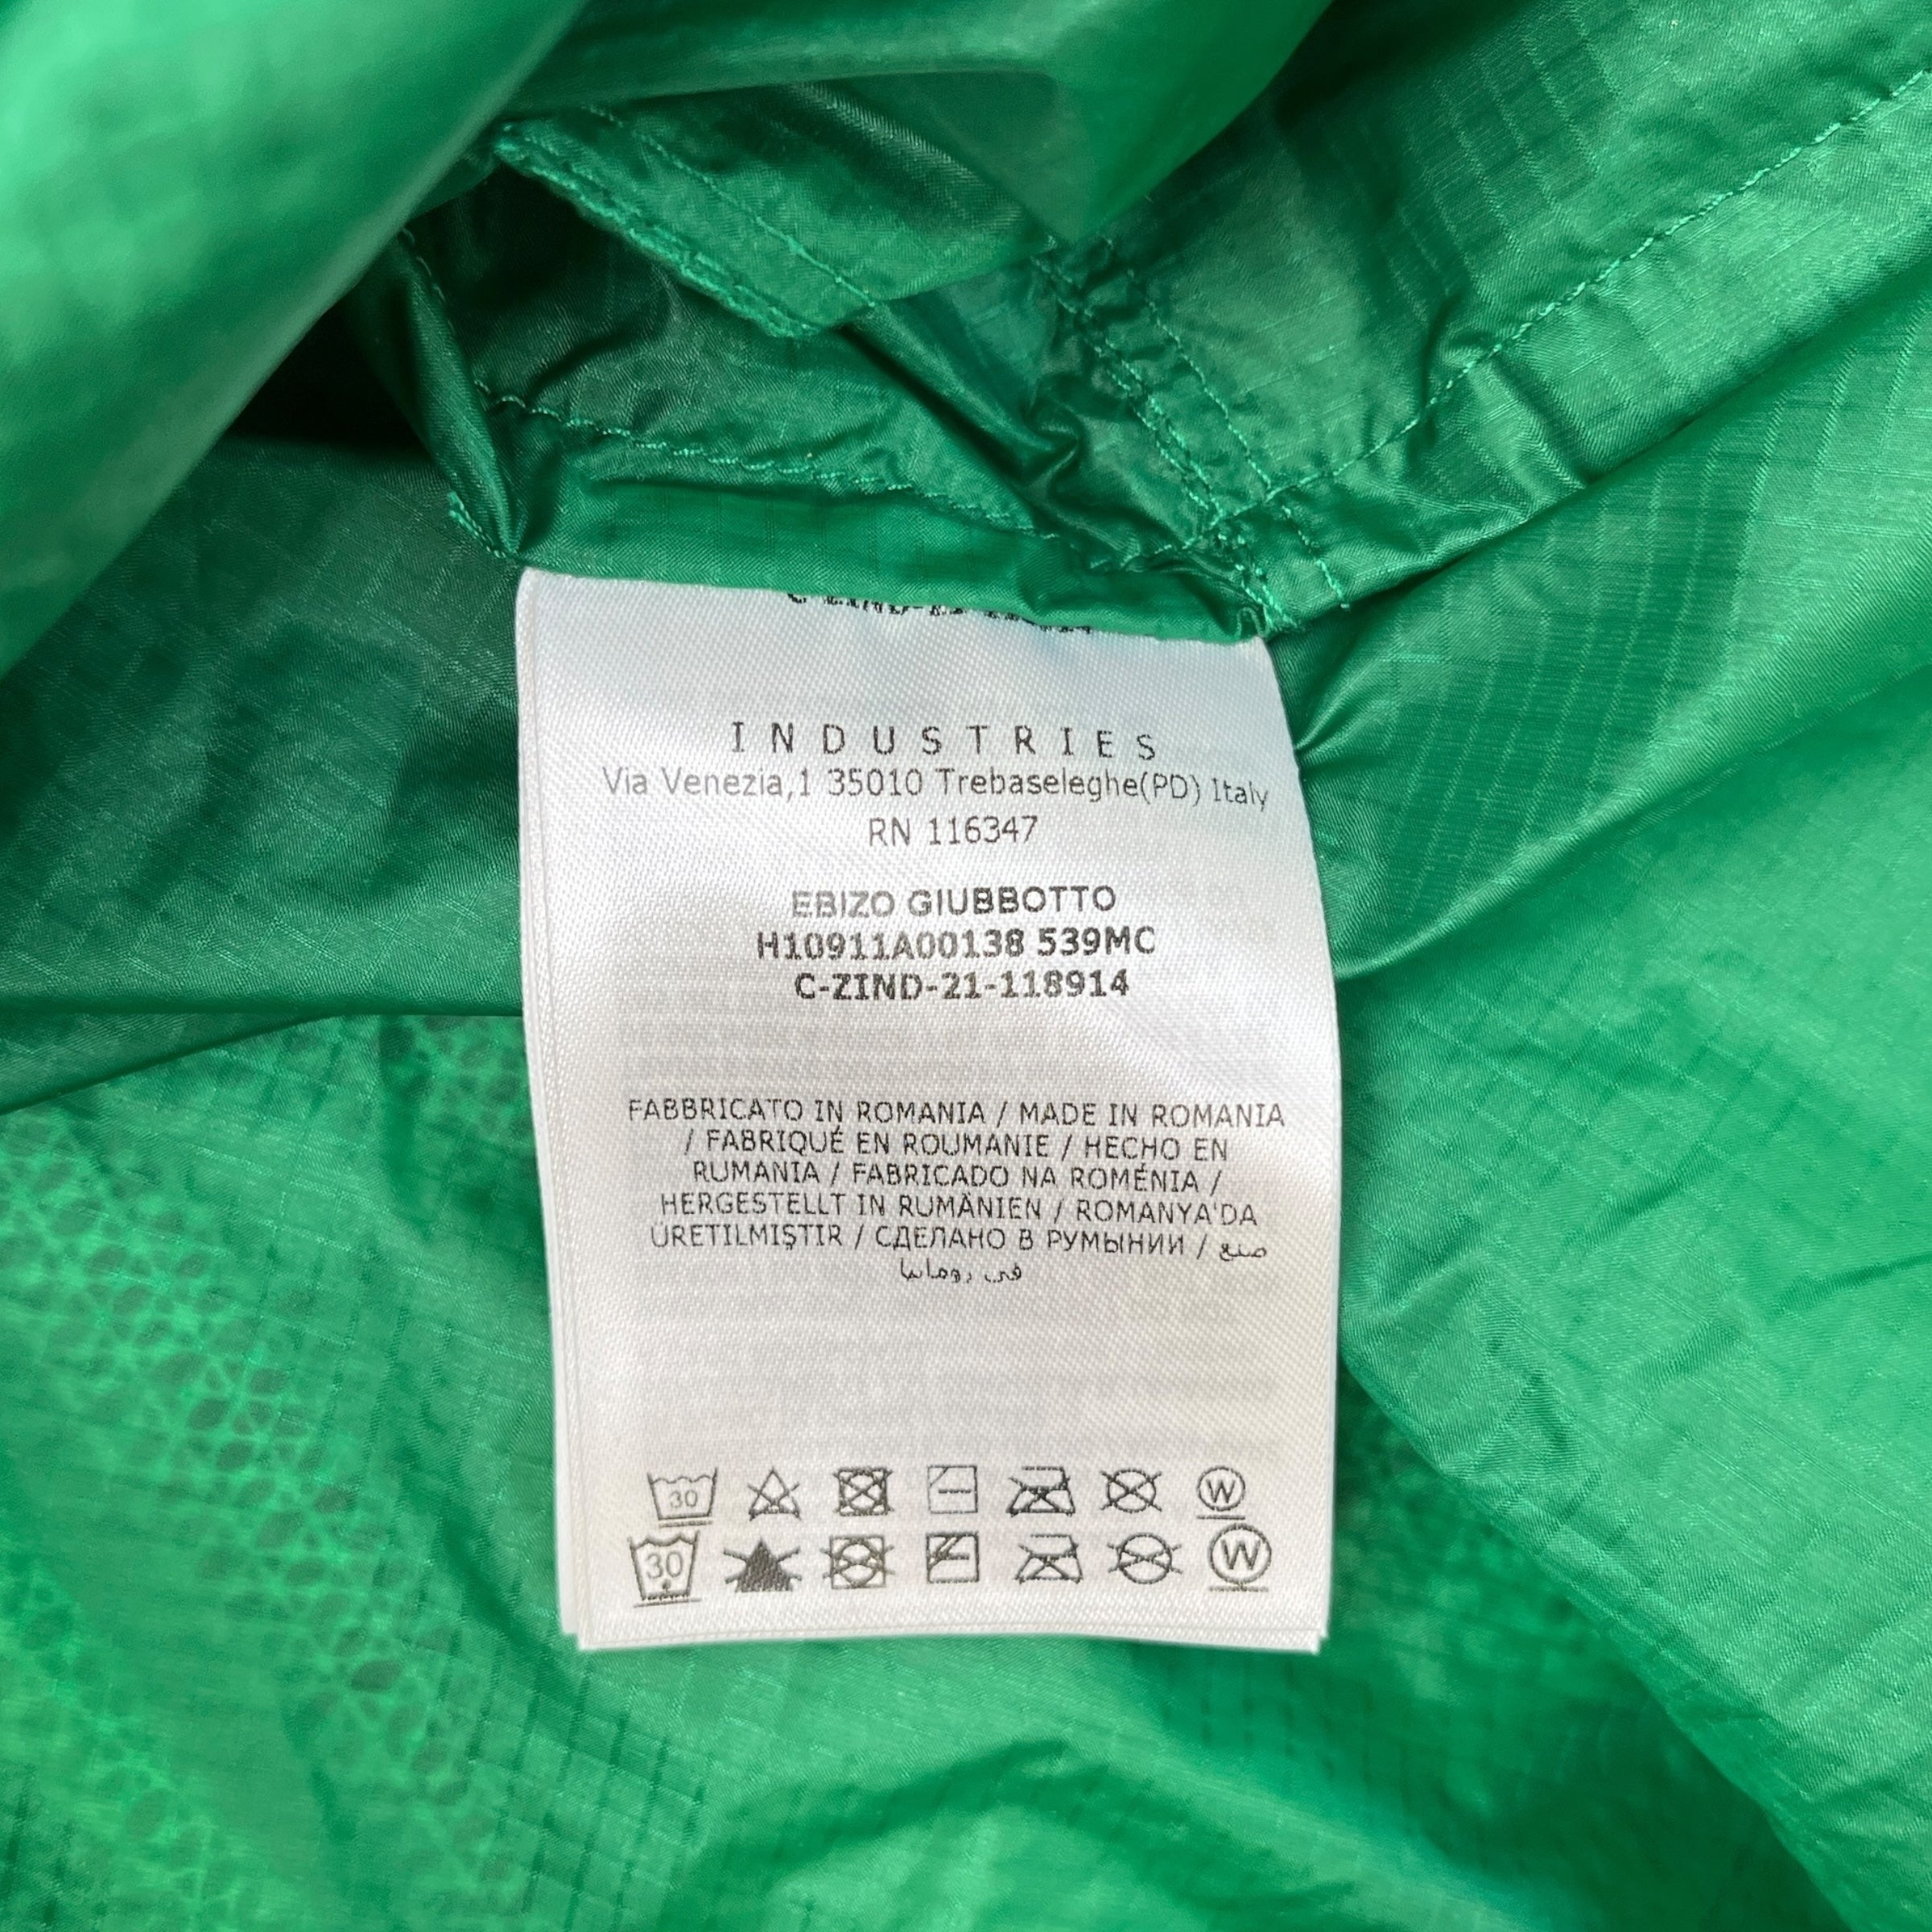 INDUSTRIES
Via Venezia,1 35010 Trebaseleghe(PD) Italy
RN 116347
EBIZO GIUBBOTTO
H10911A00138 539MC
C-ZIND-21-118914
FABBRICATO IN ROMANIA / MADE IN ROMANIA
/ FABRIQUÉ EN ROUMANIE / HECHO EN
RUMANIA / FABRICADO NA ROMÉNIA /
HERGESTELLT IN RUMÄNIEN / ROMANYA'DA
ÜRETILMIŞTIR / СДЕЛАНО В РУМЫНИИ / صنع
في رومانيا
30 W
30 W